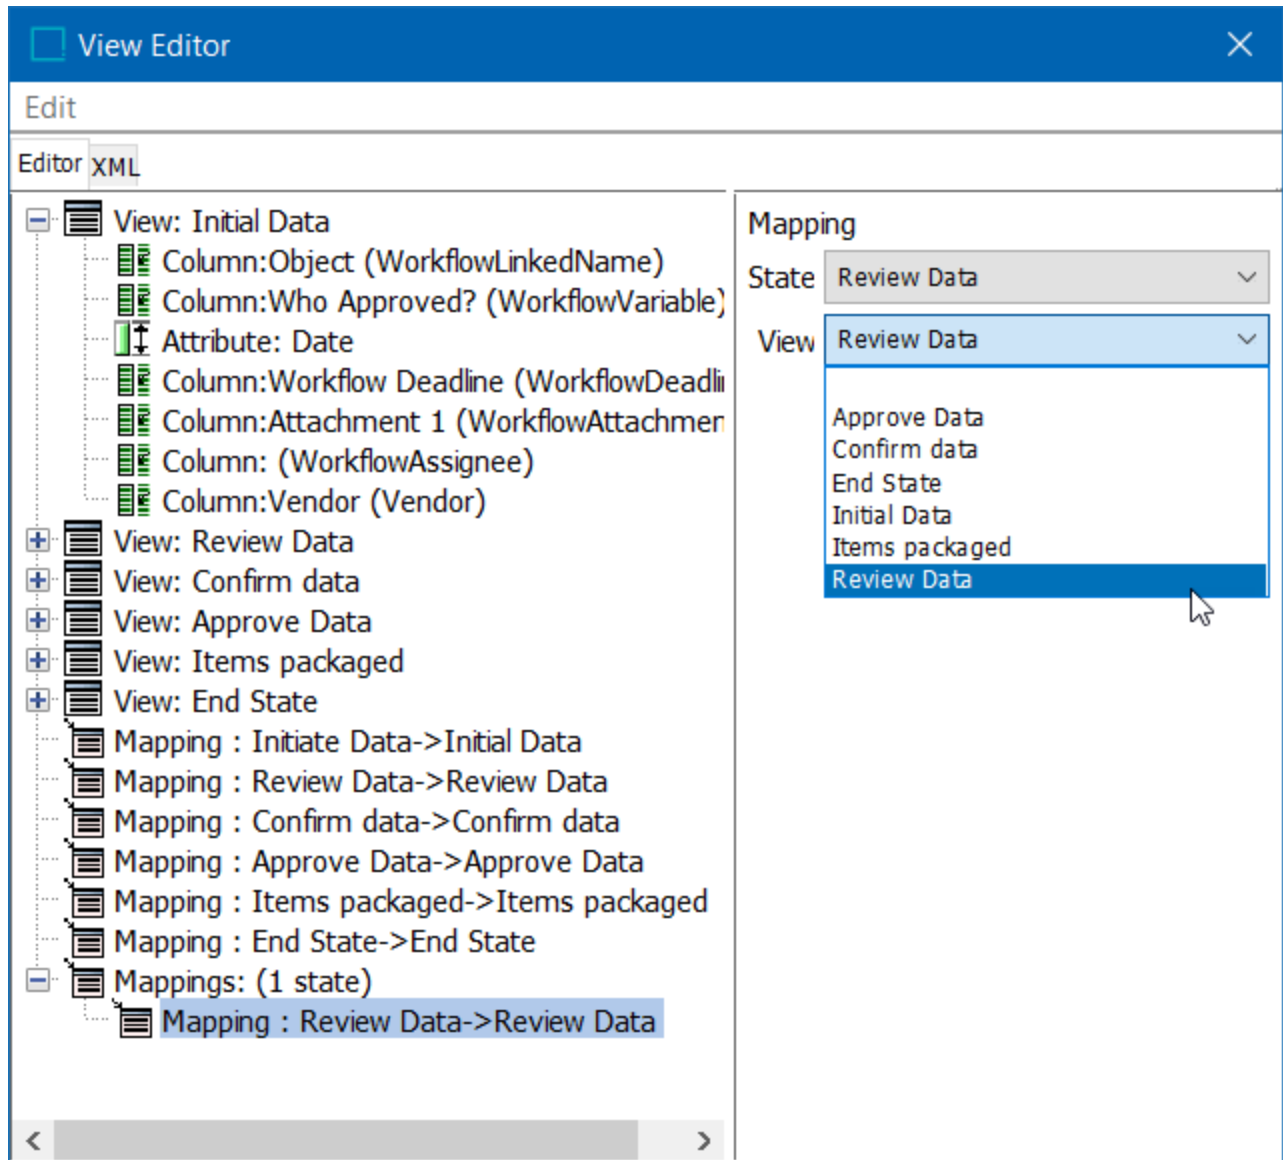 View Editor
Edit
Editor XML
View: Initial Data
Column:Object (WorkflowLinkedName)
Column:Who Approved? (WorkflowVariable)
Attribute: Date
Column:Workflow Deadline (WorkflowDeadli
Column:Attachment 1 (WorkflowAttachmen
Column: (WorkflowAssignee)
Column:Vendor (Vendor)
View: Review Data
View: Confirm data
View: Approve Data
View: Items packaged
View: End State
Mapping : Initiate Data->Initial Data
Mapping : Review Data->Review Data
Mapping : Confirm data->Confirm data
Mapping : Approve Data->Approve Data
Mapping : Items packaged->Items packaged
Mapping : End State->End State
Mappings: (1 state)
Mapping : Review Data->Review Data
Mapping
State Review Data
View Review Data
Approve Data
Confirm data
End State
Initial Data
Items packaged
Review Data